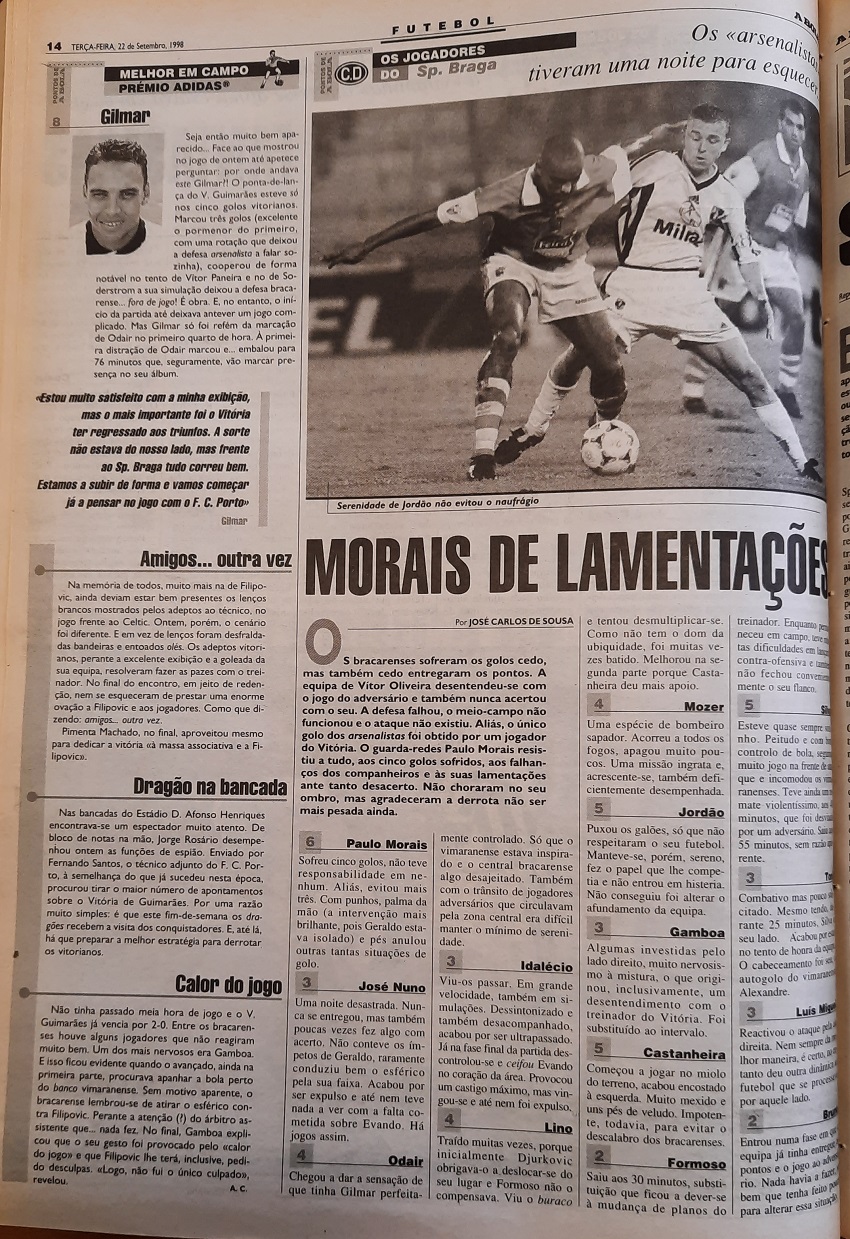 14 TERÇA-FEIRA, 22 de Setembro, 1998
FUTEBOL
PONTOS DE A BOLA
MELHOR EM CAMPO
PRÉMIO ADIDAS®
8
Gilmar
Seja então muito bem apa-
recido... Face ao que mostrou
no jogo de ontem até apetece
perguntar: por onde andava
este Gilmar?! O ponta-de-lan-
ça do V. Guimarães esteve só
nos cinco golos vitorianos.
Marcou três golos (excelente
o pormenor do primeiro,
com uma rotação que deixou
a defesa arsenalista a falar so-
zinha), cooperou de forma
notável no tento de Vítor Paneira e no de So-
derstrom a sua simulação deixou a defesa braca-
rense... fora de jogo! É obra. E, no entanto, o iní-
cio da partida até deixava antever um jogo com-
plicado. Mas Gilmar só foi refém da marcação
de Odair no primeiro quarto de hora. À primei-
ra distração de Odair marcou e... embalou para
76 minutos que, seguramente, vão marcar pre-
sença no seu álbum.
«Estou muito satisfeito com a minha exibição,
mas o mais importante foi o Vitória
ter regressado aos triunfos. A sorte
não estava do nosso lado, mas frente
ao Sp. Braga tudo correu bem.
Estamos a subir de forma e vamos começar
já a pensar no jogo com o F. C. Porto»
Gilmar
Amigos... outra vez
Na memória de todos, muito mais na de Filipo-
vic, ainda deviam estar bem presentes os lenços
brancos mostrados pelos adeptos ao técnico, no
jogo frente ao Celtic. Ontem, porém, o cenário
foi diferente. E em vez de lenços foram desfralda-
das bandeiras e entoados olés. Os adeptos vitori-
anos, perante a excelente exibição e a goleada da
sua equipa, resolveram fazer as pazes com o trei-
nador. No final do encontro, em jeito de reden-
ção, nem se esqueceram de prestar uma enorme
ovação a Filipovic e aos jogadores. Como que di-
zendo: amigos... outra vez.
Pimenta Machado, no final, aproveitou mesmo
para dedicar a vitória «à massa associativa e a Fi-
lipovic».
Dragão na bancada
Nas bancadas do Estádio D. Afonso Henriques
encontrava-se um espectador muito atento. De
bloco de notas na mão, Jorge Rosário desempe-
nhou ontem as funções de espião. Enviado por
Fernando Santos, o técnico adjunto do F. C. Por-
to, à semelhança do que já sucedeu nesta época,
procurou tirar o maior número de apontamentos
sobre o Vitória de Guimarães. Por uma razão
muito simples: é que este fim-de-semana os dra-
gões recebem a visita dos conquistadores. E, até lá,
há que preparar a melhor estratégia para derrotar
os vitorianos.
Calor do jogo
Não tinha passado meia hora de jogo e o V.
Guimarães já vencia por 2-0. Entre os bracaren-
ses houve alguns jogadores que não reagiram
muito bem. Um dos mais nervosos era Gamboa.
E isso ficou evidente quando o avançado, ainda na
primeira parte, procurava apanhar a bola perto
do banco vimaranense. Sem motivo aparente, o
bracarense lembrou-se de atirar o esférico con-
tra Filipovic. Perante a atenção (?) do árbitro as-
sistente que... nada fez. No final, Gamboa expli-
cou que o seu gesto foi provocado pelo «calor
do jogo» e que Filipovic lhe terá, inclusive, pedi-
do desculpas. «Logo, não fui o único culpado»,
revelou.
A. C.
PONTOS DE A BOLA
CD
OS JOGADORES
DO Sp. Braga
Os «arsenalistas
tiveram uma noite para esquecer
Milra
Serenidade de Jordão não evitou o naufrágio
MORAIS DE LAMENTAÇÕES
Por JOSÉ CARLOS DE SOUSA
OS bracarenses sofreram os golos cedo,
mas também cedo entregaram os pontos. A
equipa de Vítor Oliveira desentendeu-se com
o jogo do adversário e também nunca acertou
com o seu. A defesa falhou, o meio-campo não
funcionou e o ataque não existiu. Aliás, o único
golo dos arsenalistas foi obtido por um jogador
do Vitória. O guarda-redes Paulo Morais resis-
tiu a tudo, aos cinco golos sofridos, aos falhan-
ços dos companheiros e às suas lamentações
ante tanto desacerto. Não choraram no seu
ombro, mas agradeceram a derrota não ser
mais pesada ainda.
6 Paulo Morais
Sofreu cinco golos, não teve
responsabilidade em ne-
nhum. Aliás, evitou mais
três. Com punhos, palma da
mão (a intervenção mais
brilhante, pois Geraldo esta-
va isolado) e pés anulou
outras tantas situações de
golo.
3 José Nuno
Uma noite desastrada. Nun-
ca se entregou, mas também
poucas vezes fez algo com
acerto. Não conteve os ím-
petos de Geraldo, raramente
conduziu bem o esférico
pela sua faixa. Acabou por
ser expulso e até nem teve
nada a ver com a falta co-
metida sobre Evando. Há
jogos assim.
4 Odair
Chegou a dar a sensação de
que tinha Gilmar perfeita-
mente controlado. Só que o
vimaranense estava inspira-
do e o central bracarense
algo desajeitado. Também
com o trânsito de jogadores
adversários que circulavam
pela zona central era difícil
manter o mínimo de sereni-
dade.
3 Idalécio
Viu-os passar. Em grande
velocidade, também em si-
mulações. Dessintonizado e
também desacompanhado,
acabou por ser ultrapassado.
Já na fase final da partida des-
controlou-se e ceifou Evando
no coração da área. Provocou
um castigo máximo, mas vin-
gou-se e até nem foi expulso.
4 Lino
Traído muitas vezes, porque
inicialmente Djurkovic
obrigava-o a deslocar-se do
seu lugar e Formoso não o
compensava. Viu o buraco
e tentou desmultiplicar-se.
Como não tem o dom da
ubiquidade, foi muitas ve-
zes batido. Melhorou na se-
gunda parte porque Casta-
nheira deu mais apoio.
4 Mozer
Uma espécie de bombeiro
sapador. Acorreu a todos os
fogos, apagou muito pou-
cos. Uma missão ingrata e,
acrescente-se, também defi-
cientemente desempenhada.
5 Jordão
Puxou os galões, só que não
respeitaram o seu futebol.
Manteve-se, porém, sereno,
fez o papel que lhe compe-
tia e não entrou em histeria.
Não conseguiu foi alterar o
afundamento da equipa.
3 Gamboa
Algumas investidas pelo
lado direito, muito nervosis-
mo à mistura, o que origi-
nou, inclusivamente, um
desentendimento com o
treinador do Vitória. Foi
substituído ao intervalo.
5 Castanheira
Começou a jogar no miolo
do terreno, acabou encostado
à esquerda. Muito mexido e
uns pés de veludo. Impoten-
te, todavia, para evitar o
descalabro dos bracarenses.
2 Formoso
Saiu aos 30 minutos, substi-
tuição que ficou a dever-se
à mudança de planos do
treinador. Enquanto
neceu em campo, teve
tas dificuldades em
contra-ofensiva e
não fechou
mente o seu flanco.
5
Esteve quase sempre
nho. Peitudo e com
controlo de bola,
muito jogo na frente
que e incomodou os
ranenses. Teve ainda
mate violentíssimo,
minutos, que foi
por um adversário.
55 minutos, sem razão
rente.
3
Combativo mas pouco
citado. Mesmo tendo,
rante 25 minutos,
seu lado. Acabou por
no tento de honra da
O cabeceamento foi
autogolo do vimaranense
Alexandre.
3 Luís
Reactivou o ataque pela
direita. Nem sempre da
lhor maneira, é certo,
tanto deu outra dinâmica
futebol que se
por aquele lado.
2
Entrou numa fase em
equipa já tinha
pontos e o jogo ao
rio. Nada havia a fazer,
bem que tenha feito
para alterar essa situação.